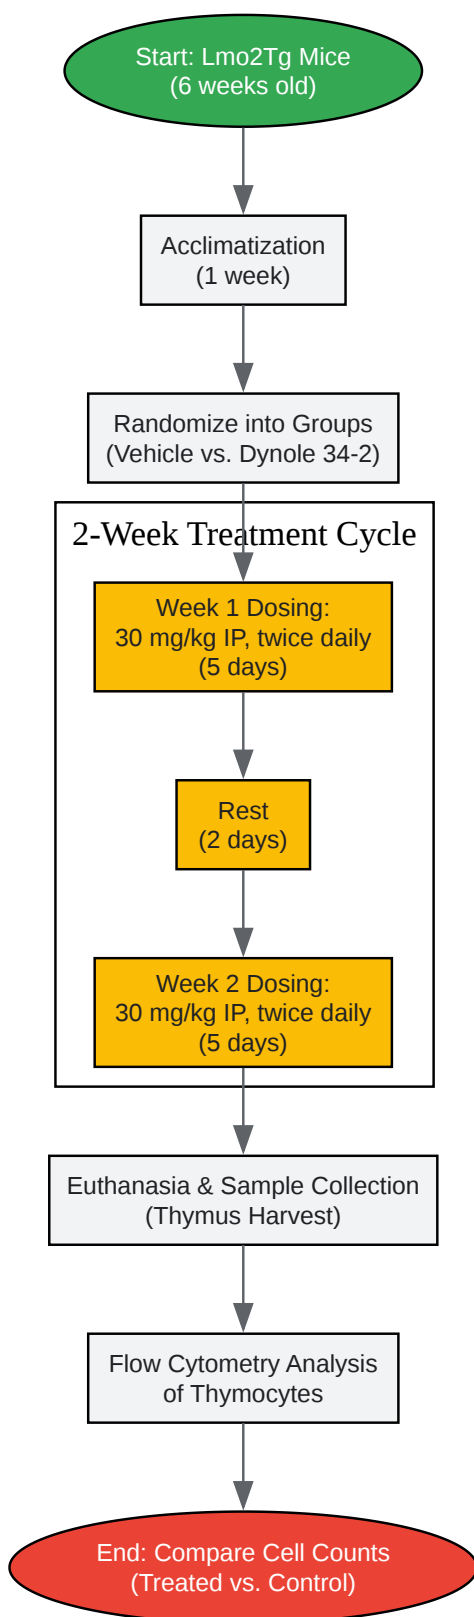 Start: Lmo2Tg Mice
(6 weeks old)
Acclimatization
(1 week)
Randomize into Groups
(Vehicle vs. Dynole 34-2)
2-Week Treatment Cycle
Week 1 Dosing:
30 mg/kg IP, twice daily
(5 days)
Rest
(2 days)
Week 2 Dosing:
30 mg/kg IP, twice daily
(5 days)
Euthanasia & Sample Collection
(Thymus Harvest)
Flow Cytometry Analysis
of Thymocytes
End: Compare Cell Counts
(Treated vs. Control)